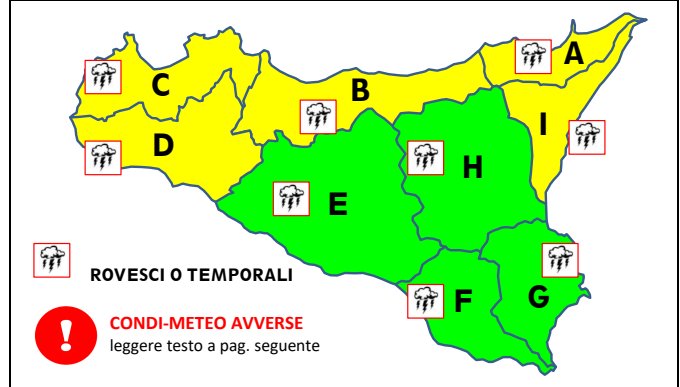 A
C
B
I
D
H
E
F
G
ROVESCI O TEMPORALI
!
CONDI-METEO AVVERSE
leggere testo a pag. seguente